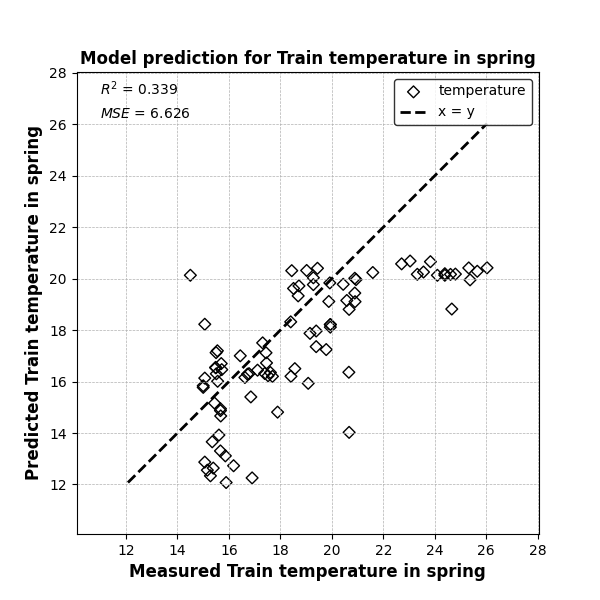 Model prediction for Train temperature in spring
28
R² = 0.339
MSE = 6.626
temperature
x = y
26
24
22
20
18
16
14
12
Predicted Train temperature in spring
12 14 16 18 20 22 24 26 28
Measured Train temperature in spring